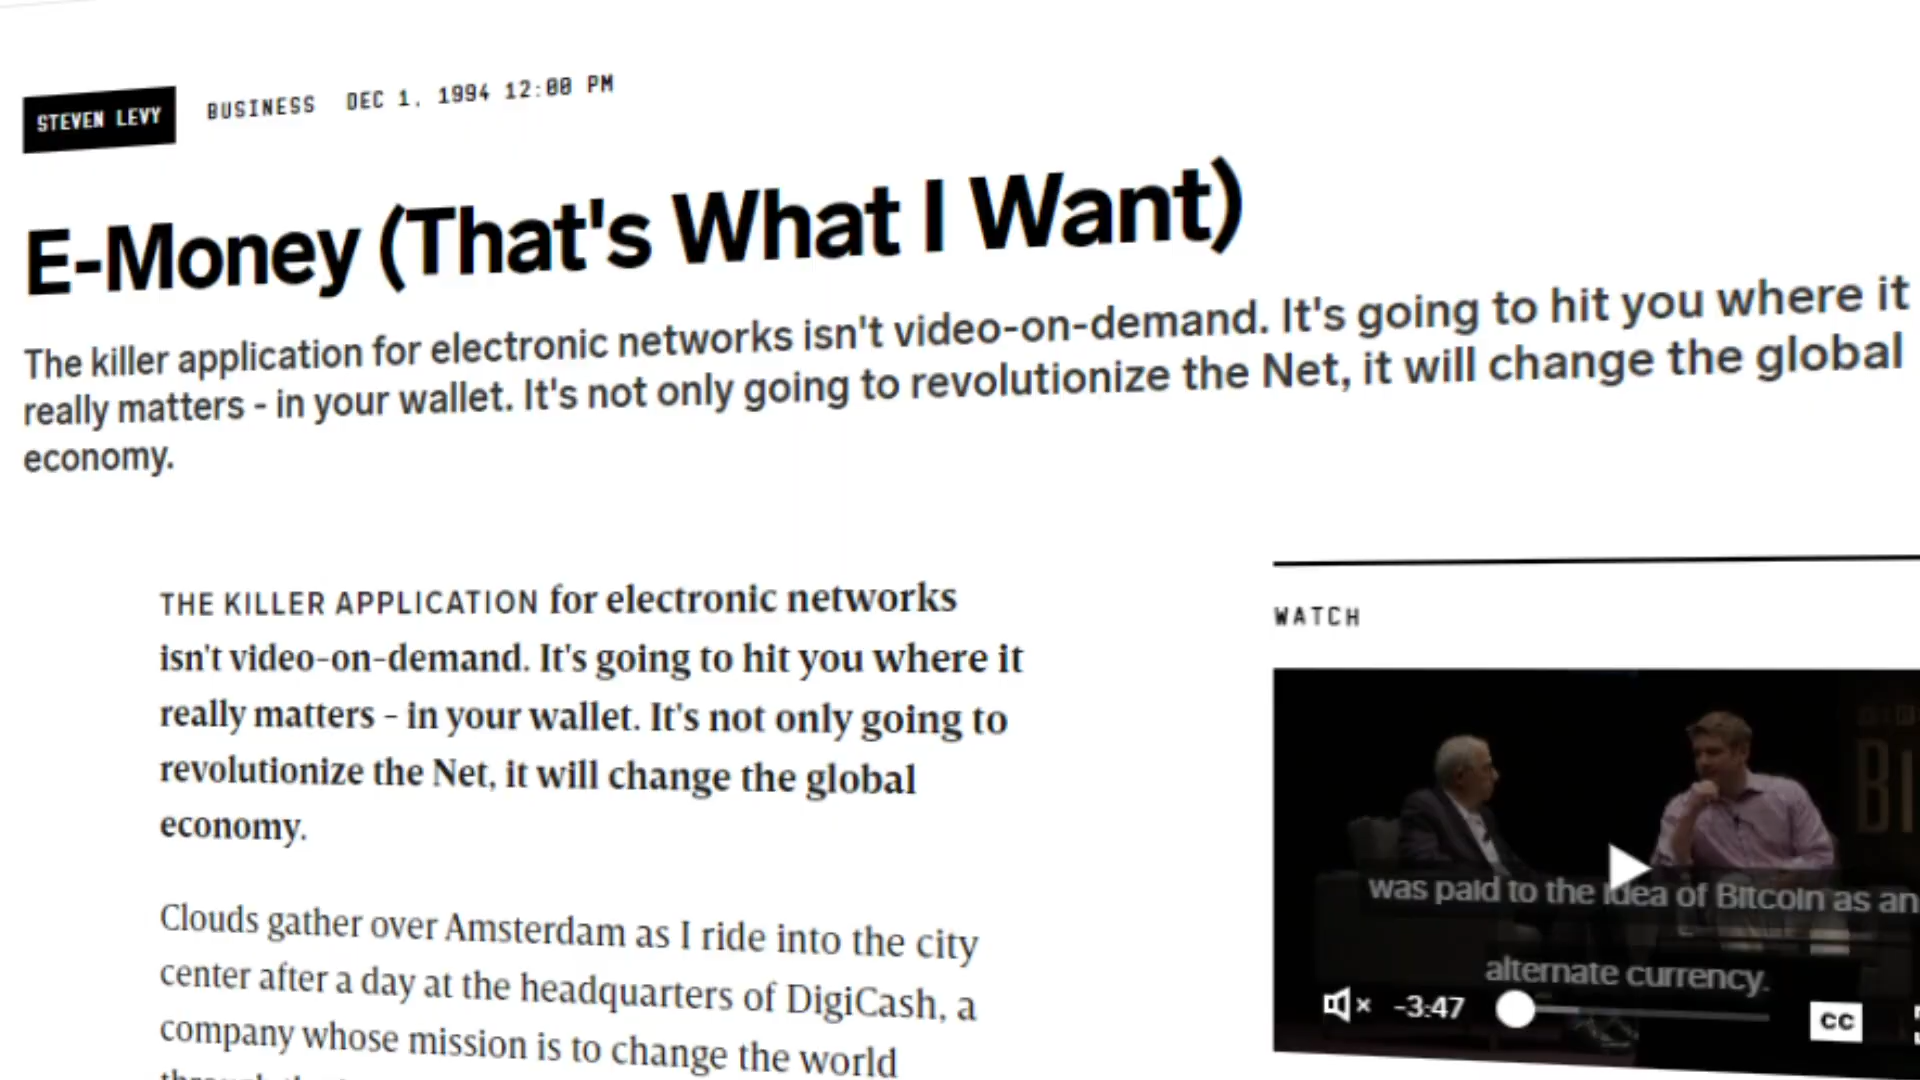 STEVEN LEVY BUSINESS DEC 1, 1994 12:00 PM
E-Money (That's What I Want)
The killer application for electronic networks isn't video-on-demand. It's going to hit you where it
really matters - in your wallet. It's not only going to revolutionize the Net, it will change the global
economy.
THE KILLER APPLICATION for electronic networks
isn't video-on-demand. It's going to hit you where it
really matters - in your wallet. It's not only going to
revolutionize the Net, it will change the global
economy.
Clouds gather over Amsterdam as I ride into the city
center after a day at the headquarters of DigiCash, a
company whose mission is to change the world
WATCH
BI
was paid to the idea of Bitcoin as an
alternate currency.
-3:47
CC